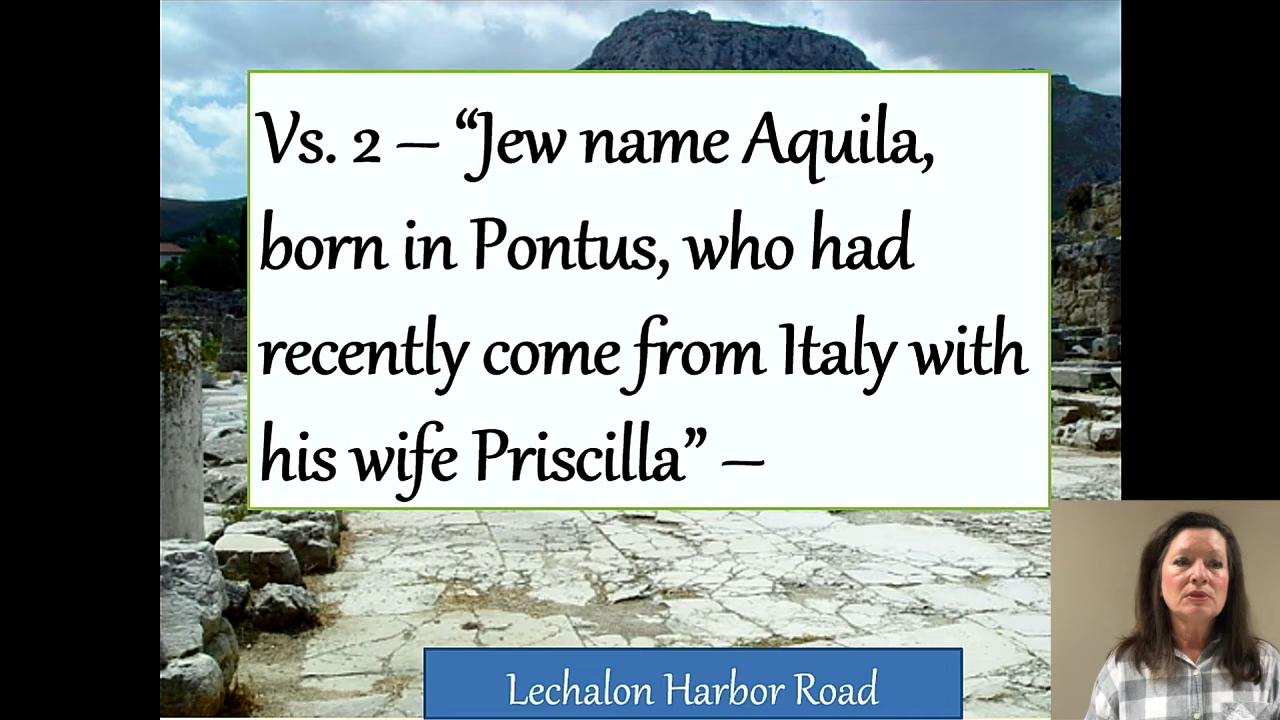 Vs. 2 – “Jew name Aquila,
born in Pontus, who had
recently come from Italy with
his wife Priscilla” –
Lechalon Harbor Road